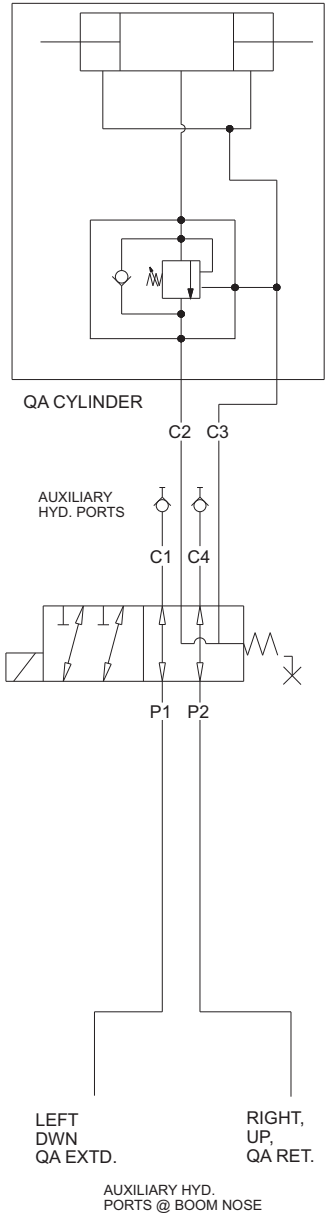 QA CYLINDER
C2 C3
AUXILIARY
HYD. PORTS
C1 C4
P1 P2
LEFT
DWN
QA EXTD.
RIGHT,
UP,
QA RET.
AUXILIARY HYD.
PORTS @ BOOM NOSE